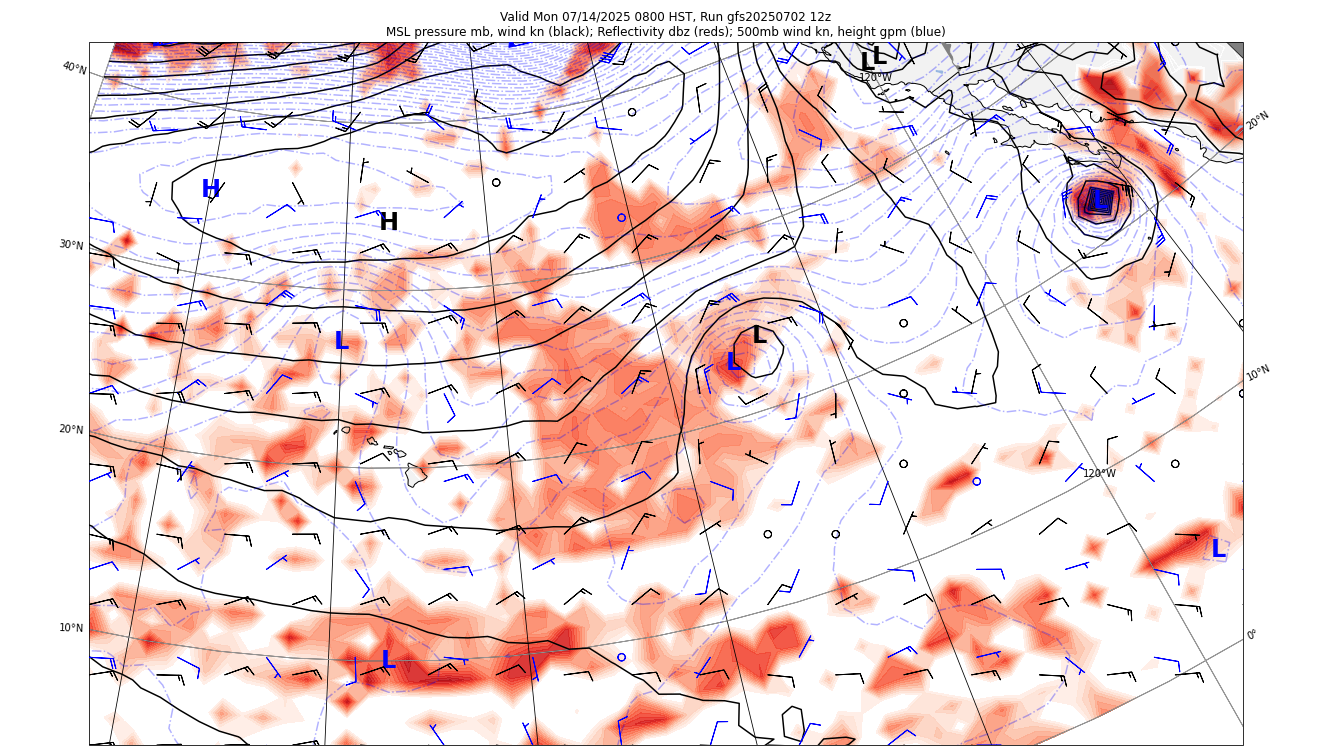 Valid Mon 07/14/2025 0800 HST, Run gfs20250702 12z
MSL pressure mb, wind kn (black); Reflectivity dbz (reds); 500mb wind kn, height gpm (blue)
L L
40°N
120°W
20°N
H
L
H
30°N
L
L
L
10°N
20°N
120°W
L
10°N
0°
L